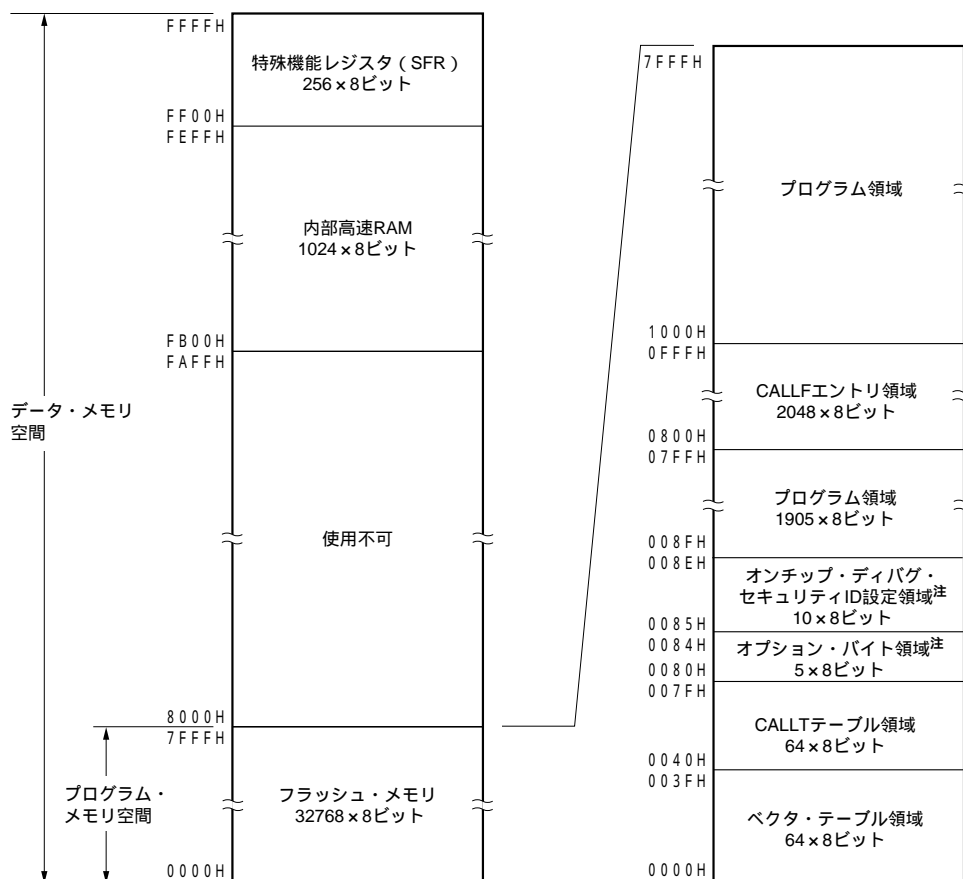 FFFFH
特殊機能レジスタ（SFR）
256×8ビット
FF00H
FEFFH
内部高速RAM
1024×8ビット
FB00H
FAFFH
データ・メモリ
空間
使用不可
8000H
7FFFH
プログラム・
メモリ空間
フラッシュ・メモリ
32768×8ビット
0000H
7FFFH
プログラム領域
1000H
0FFFH
CALLFエントリ領域
2048×8ビット
0800H
07FFH
プログラム領域
1905×8ビット
008FH
008EH
オンチップ・ディバグ・
セキュリティID設定領域注
10×8ビット
0085H
0084H
オプション・バイト領域注
5×8ビット
0080H
007FH
CALLTテーブル領域
64×8ビット
0040H
003FH
ベクタ・テーブル領域
64×8ビット
0000H